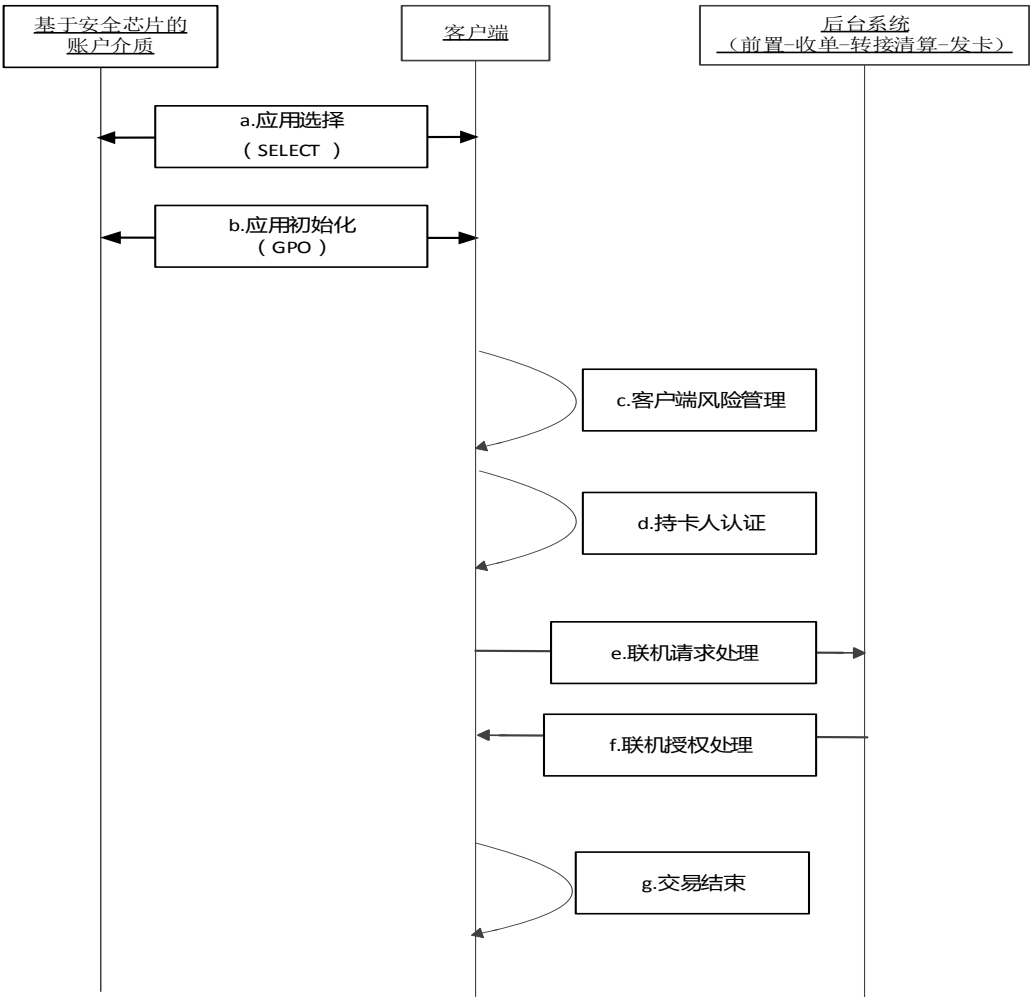 基于安全芯片的
账户介质
客户端
后台系统
（前置-收单-转接清算-发卡）
a.应用选择
（ SELECT ）
b.应用初始化
（ GPO ）
c.客户端风险管理
d.持卡人认证
e.联机请求处理
f.联机授权处理
g.交易结束